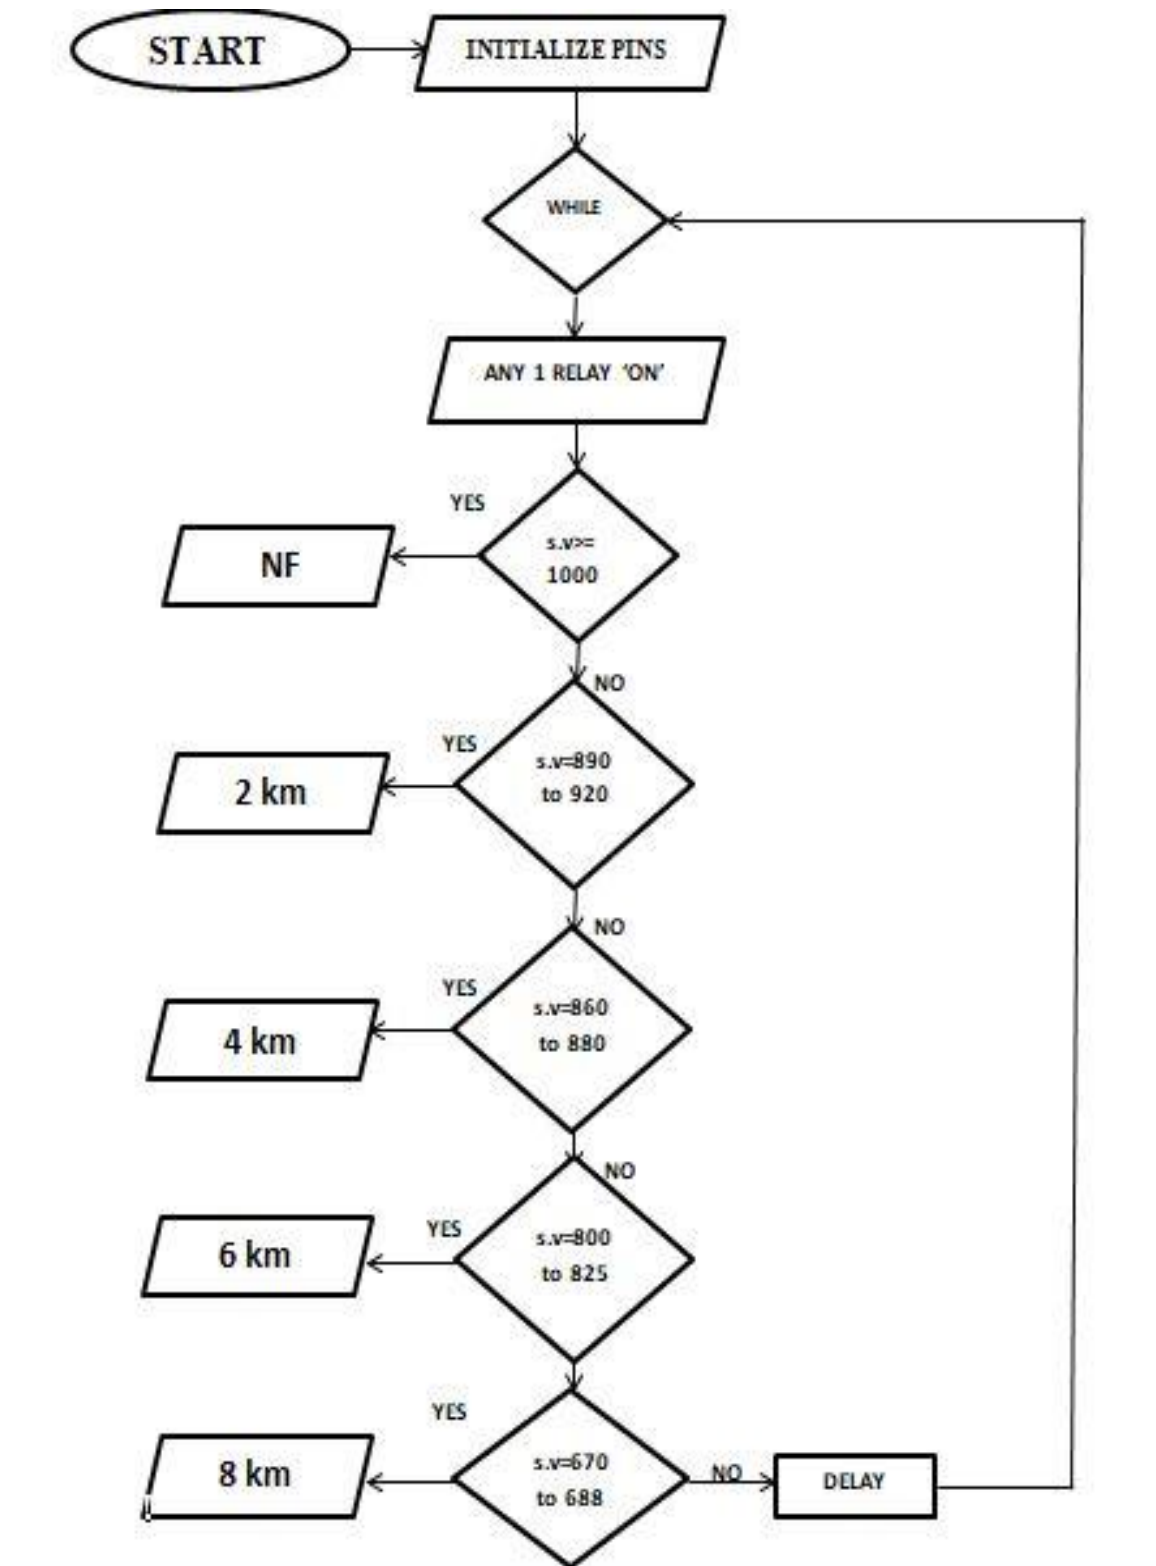 START
INITIALIZE PINS
WHILE
ANY 1 RELAY ‘ON’
YES
NF
s.v>=
1000
NO
YES
2 km
s.v=890
to 920
NO
YES
4 km
s.v=860
to 880
NO
YES
6 km
s.v=800
to 825
YES
8 km
s.v=670
to 688
NO
DELAY